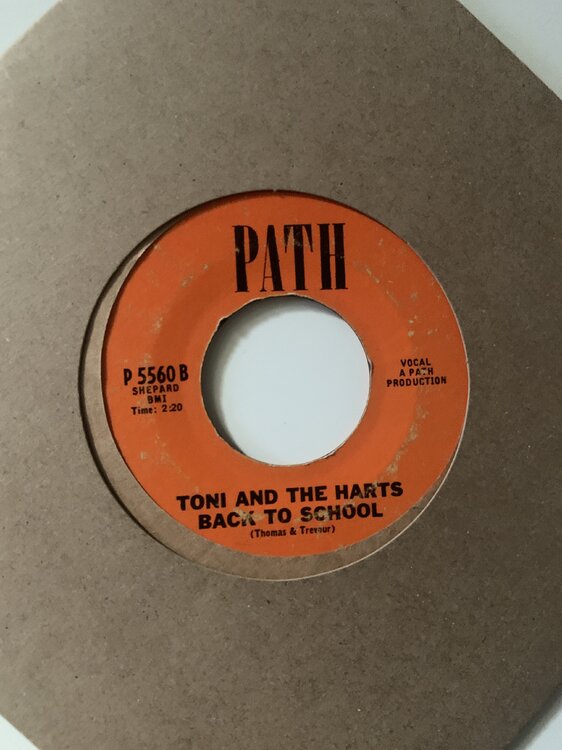 PATH
P 5560 B
SHEPARD
BMI
Time: 2:20
VOCAL
A PATH
PRODUCTION
TONI AND THE HARTS
BACK TO SCHOOL
(Thomas & Trevour)